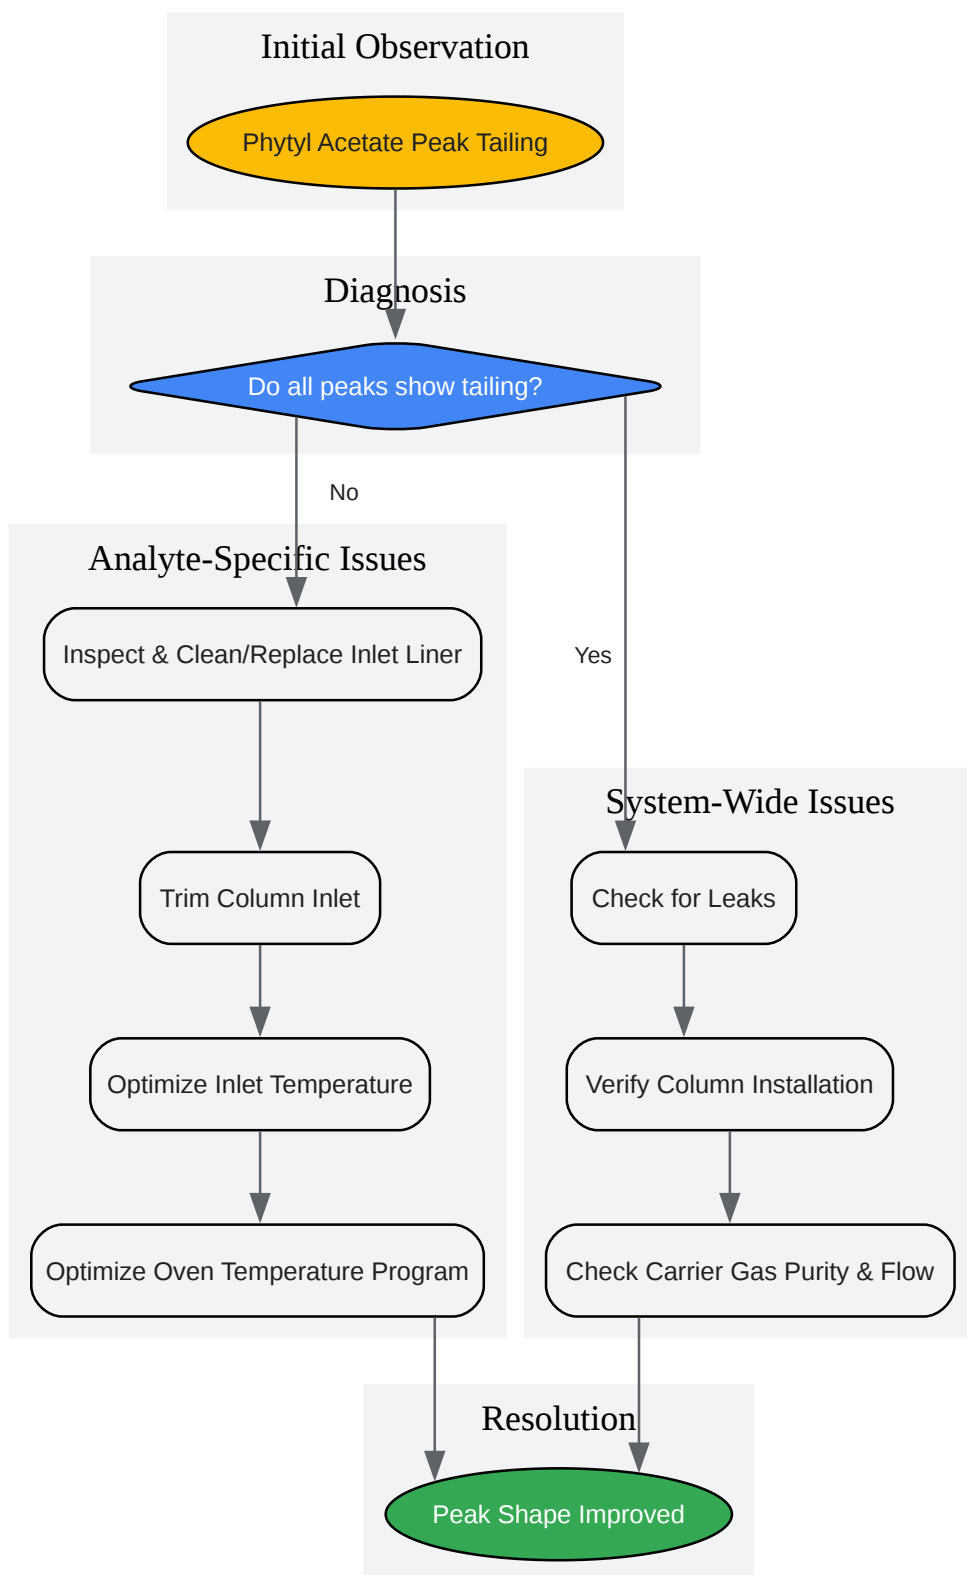 Initial Observation
Phytyl Acetate Peak Tailing
Diagnosis
Do all peaks show tailing?
No
Analyte-Specific Issues
Inspect & Clean/Replace Inlet Liner
Yes
System-Wide Issues
Trim Column Inlet
Check for Leaks
Optimize Inlet Temperature
Verify Column Installation
Optimize Oven Temperature Program
Check Carrier Gas Purity & Flow
Resolution
Peak Shape Improved